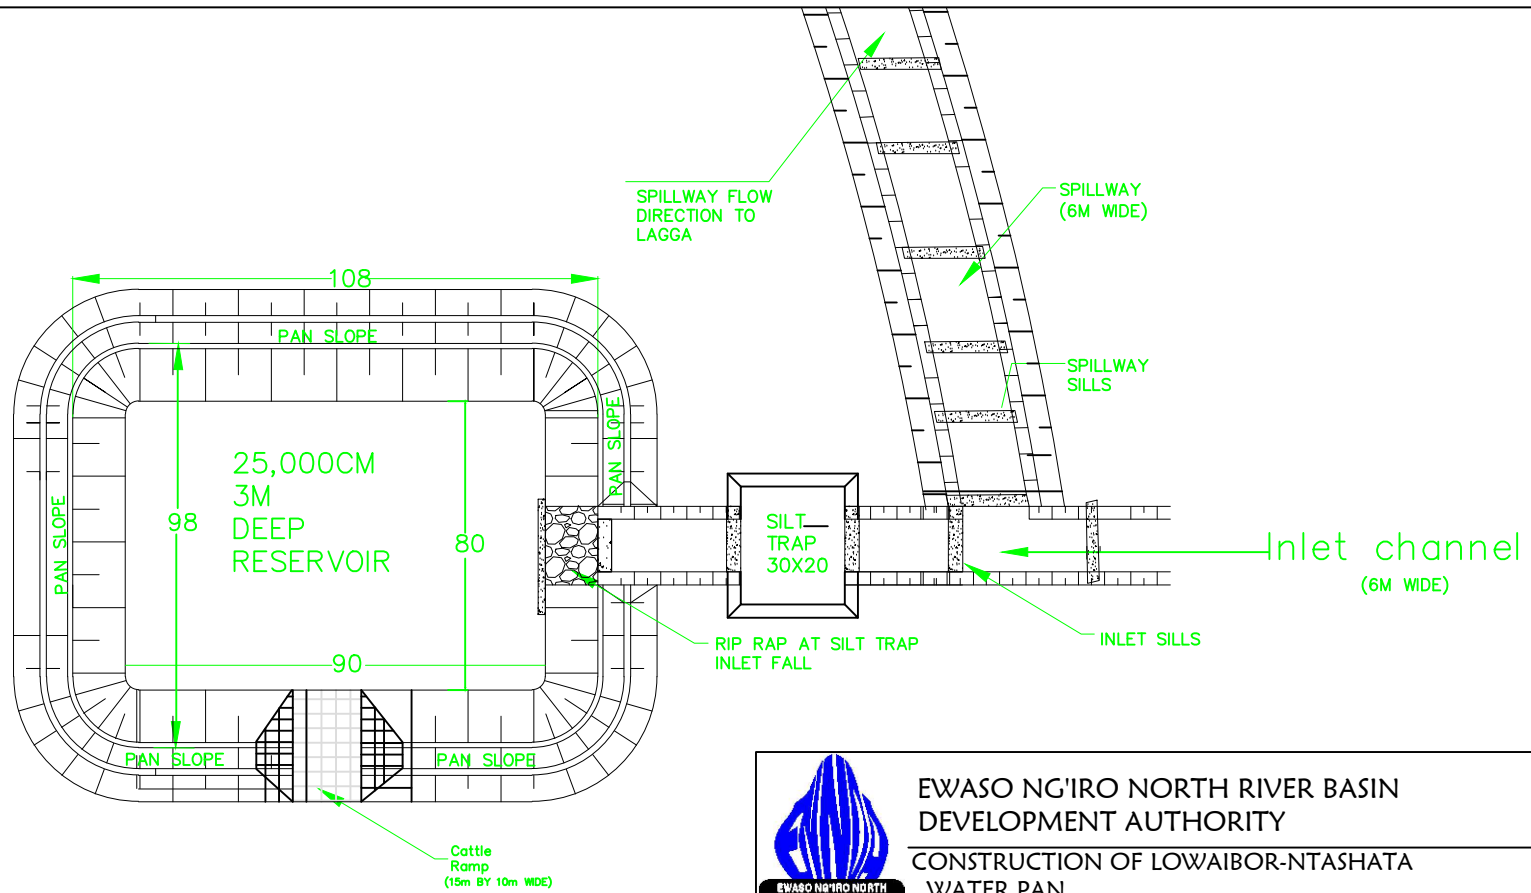 SPILLWAY FLOW
DIRECTION TO
LAGGA
SPILLWAY
(6M WIDE)
108
PAN SLOPE
SPILLWAY
SILLS
PAN SLOPE
25,000CM
3M
DEEP
RESERVOIR
98
80
PAN SLOPE
SILT
TRAP
30X20
Inlet channel
(6M WIDE)
RIP RAP AT SILT TRAP
INLET FALL
INLET SILLS
90
PAN SLOPE
PAN SLOPE
Cattle
Ramp
(15m BY 10m WIDE)
EWASO NG'IRO NORTH
EWASO NG'IRO NORTH RIVER BASIN
DEVELOPMENT AUTHORITY
CONSTRUCTION OF LOWAIBOR-NTASHATA
WATER PAN